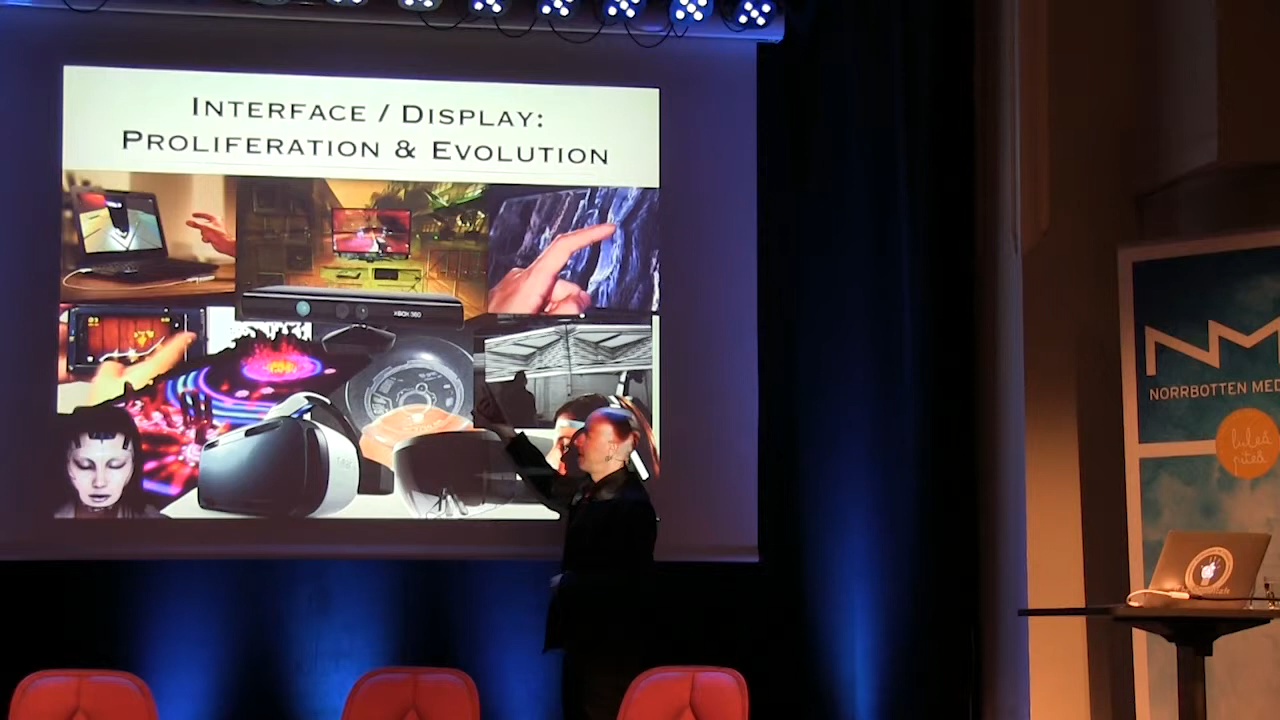 INTERFACE / DISPLAY:
PROLIFERATION & EVOLUTION
XBOX 360
NORRBOTTEN MED
luleå
piteå